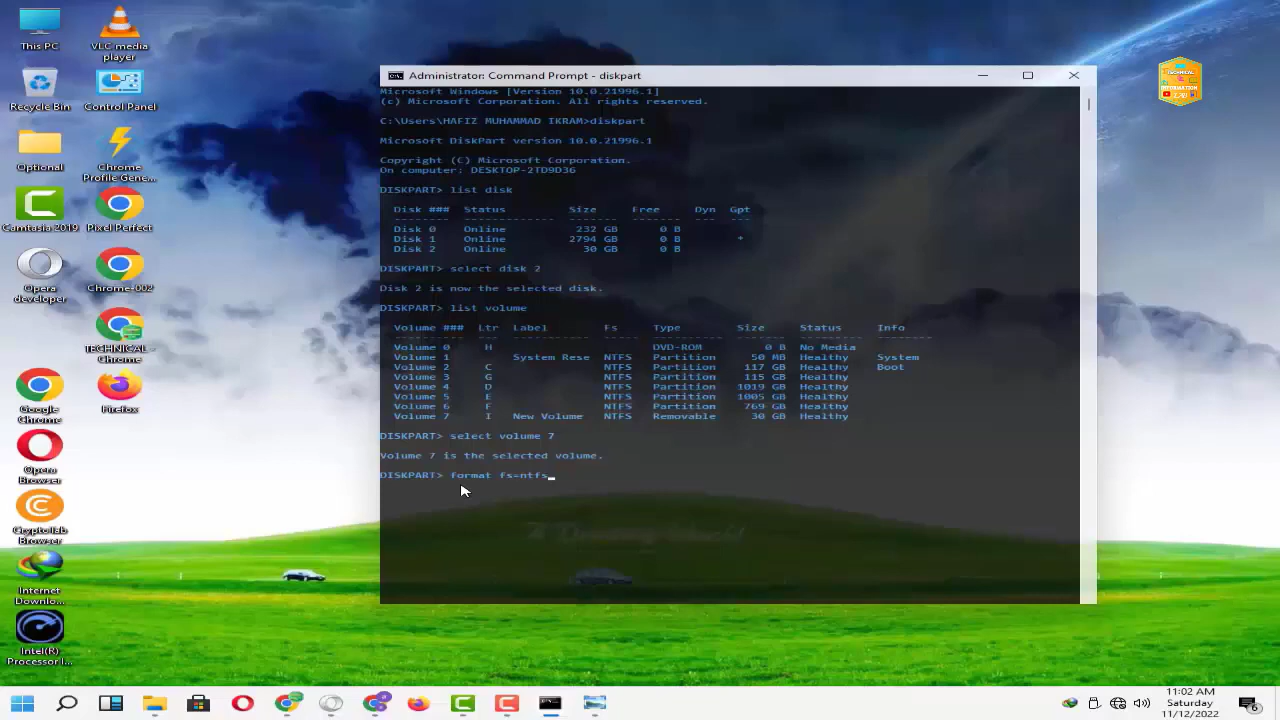 This PC
VLC media
player
Recycle Bin
Control Panel
Optional
Chrome
Profile Gene...
Camtasia 2019
Pixel Perfect
Opera
developer
Chrome-002
TECHNICAL -
Chrome
Google
Chrome
Firefox
Opera
Browser
CryptoTab
Browser
Internet
Downlo...
Intel(R)
Processor I...
Administrator: Command Prompt - diskpart
Microsoft Windows [Version 10.0.21996.1]
(c) Microsoft Corporation. All rights reserved.
C:\Users\HAFIZ MUHAMMAD IKRAM>diskpart
Microsoft DiskPart version 10.0.21996.1
Copyright (C) Microsoft Corporation.
On computer: DESKTOP-2TD9D36
DISKPART> list disk
Disk ### Status Size Free Dyn Gpt
-------- ------------- ------- ------- --- ---
Disk 0 Online 232 GB 0 B
Disk 1 Online 2794 GB 0 B *
Disk 2 Online 30 GB 0 B
DISKPART> select disk 2
Disk 2 is now the selected disk.
DISKPART> list volume
Volume ### Ltr Label Fs Type Size Status Info
---------- --- ----------- ----- ---------- ------- --------- --------
Volume 0 H DVD-ROM 0 B No Media
Volume 1 System Rese NTFS Partition 50 MB Healthy System
Volume 2 C NTFS Partition 117 GB Healthy Boot
Volume 3 G NTFS Partition 115 GB Healthy
Volume 4 D NTFS Partition 1019 GB Healthy
Volume 5 E NTFS Partition 1005 GB Healthy
Volume 6 F NTFS Partition 769 GB Healthy
Volume 7 I New Volume NTFS Removable 30 GB Healthy
DISKPART> select volume 7
Volume 7 is the selected volume.
DISKPART> format fs=ntfs
TECHNICAL
11:02 AM
Saturday
11/12/2022